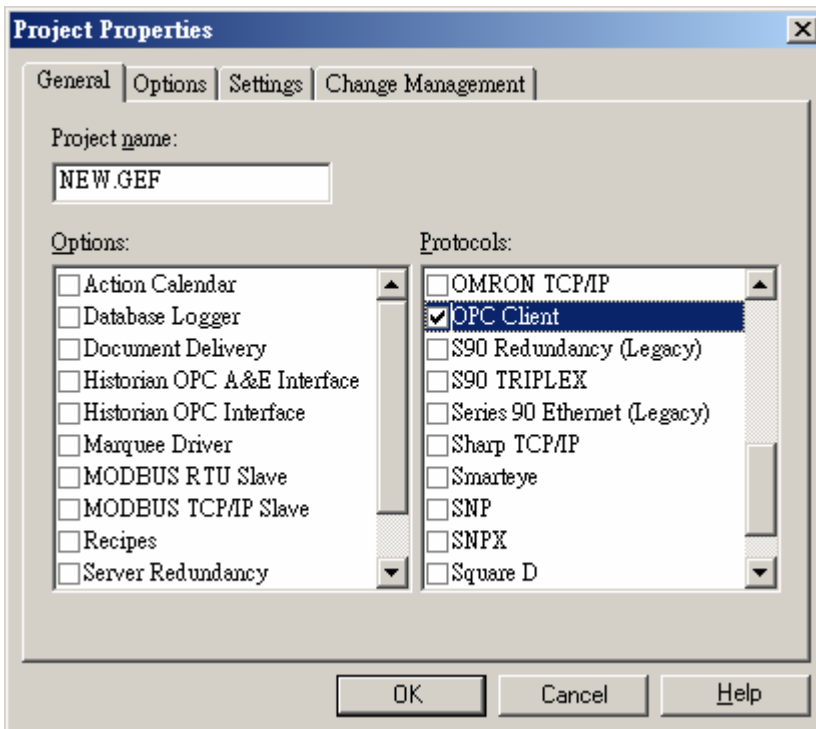 Project Properties
General Options Settings Change Management
Project name:
NEW.GEF
Options:
Action Calendar
Database Logger
Document Delivery
Historian OPC A&E Interface
Historian OPC Interface
Marquee Driver
MODBUS RTU Slave
MODBUS TCP/IP Slave
Recipes
Server Redundancy
Protocols:
OMRON TCP/IP
OPC Client
S90 Redundancy (Legacy)
S90 TRIPLEX
Series 90 Ethernet (Legacy)
Sharp TCP/IP
Smarteye
SNP
SNPX
Square D
OK Cancel Help